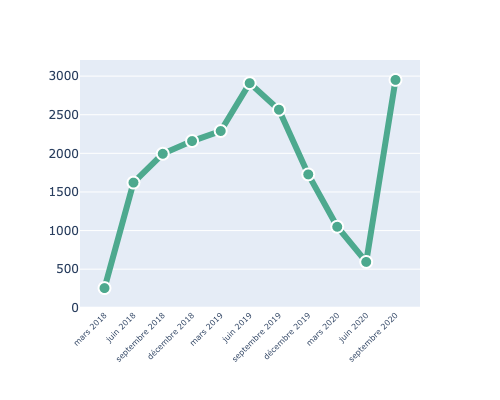 3000
2500
2000
1500
1000
500
0
mars 2018
juin 2018
septembre 2018
décembre 2018
mars 2019
juin 2019
septembre 2019
décembre 2019
mars 2020
juin 2020
septembre 2020